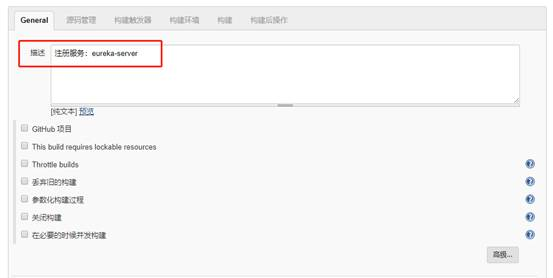 General 源码管理 构建触发器 构建环境 构建 构建后操作
描述 注册服务：eureka-server
[纯文本] 预览
GitHub 项目
This build requires lockable resources
Throttle builds
丢弃旧的构建
参数化构建过程
关闭构建
在必要的时候并发构建
高级...